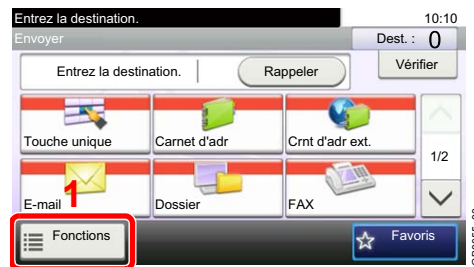 Entrez la destination. 10:10
Envoyer Dest. : 0
Entrez la destination. Rappeler Vérifier
Touche unique Carnet d'adr Crnt d'adr ext.
1/2
E-mail Dossier FAX
1
Fonctions Favoris